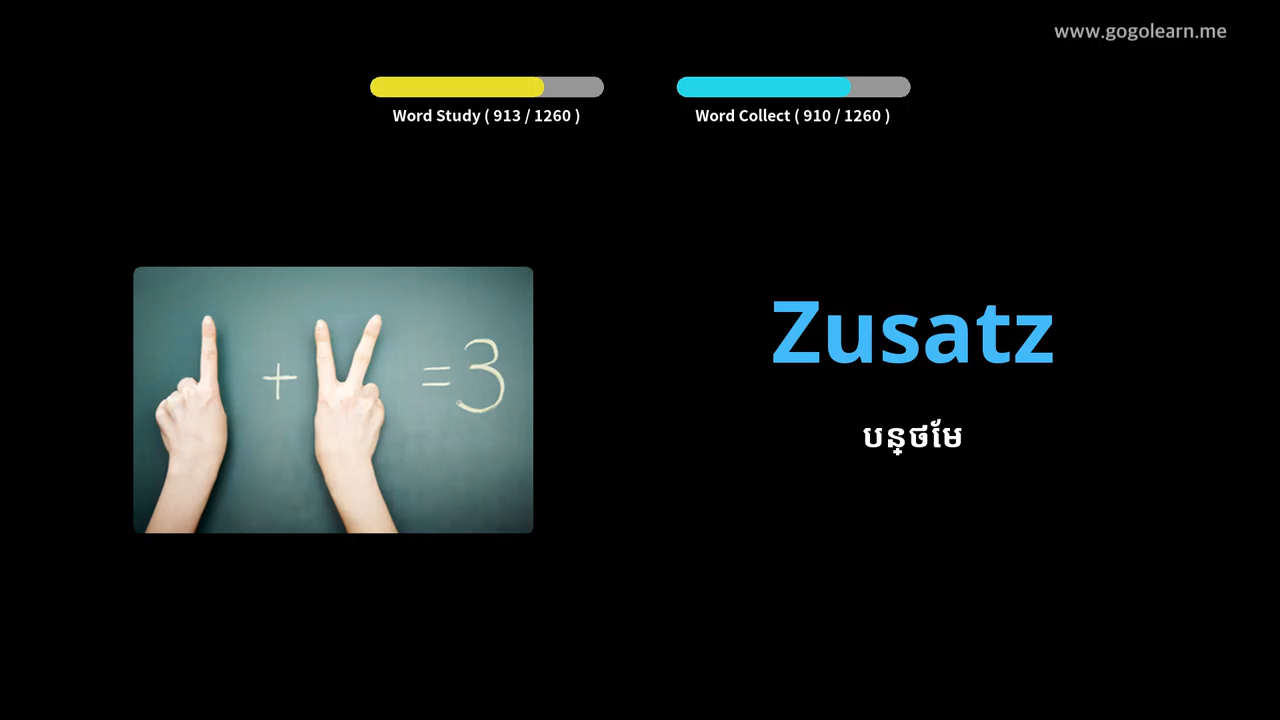 www.gogolearn.me
Word Study ( 913 / 1260 )
Word Collect ( 910 / 1260 )
+ = 3
Zusatz
បន្ថមែ